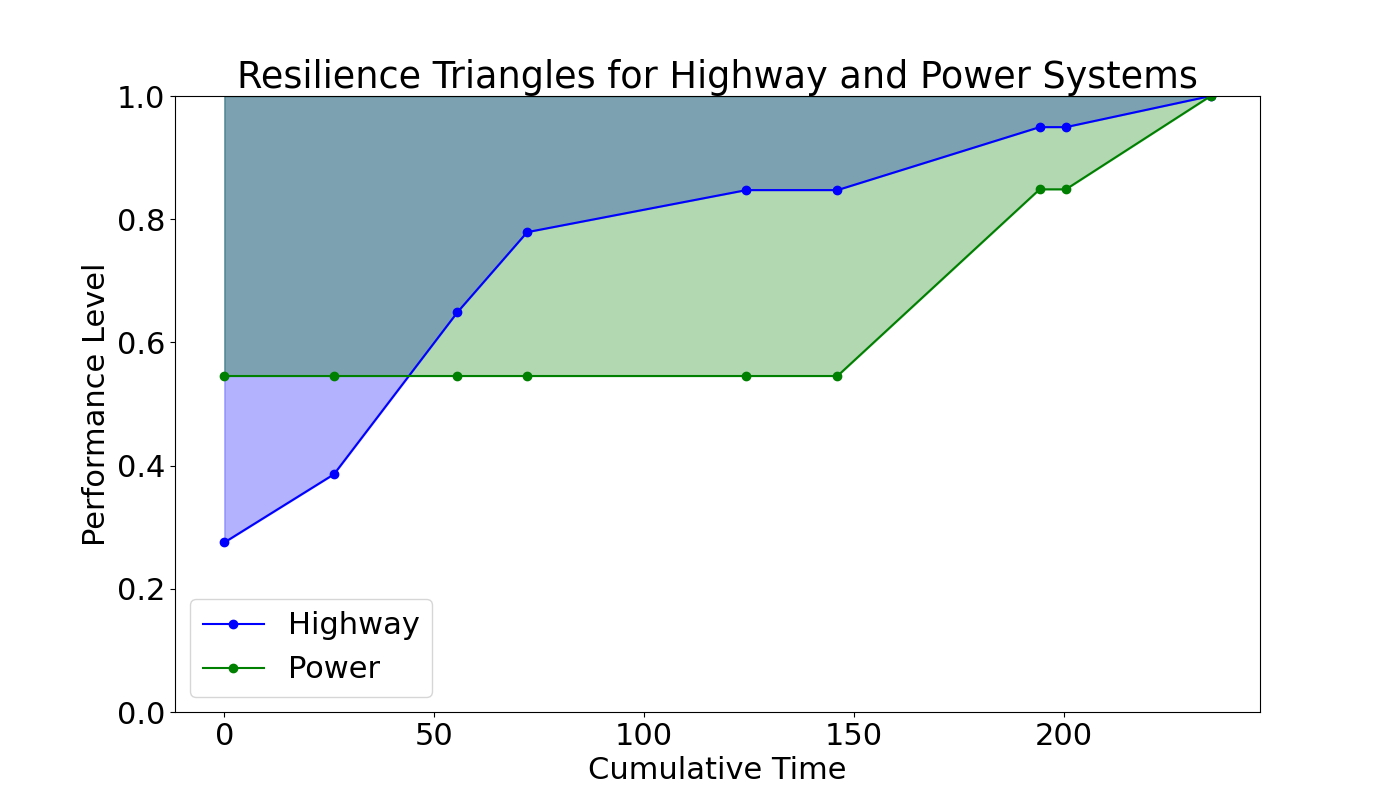 Resilience Triangles for Highway and Power Systems
1.0
0.8
0.6
0.4
0.2
0.0
Performance Level
Highway
Power
0 50 100 150 200
Cumulative Time